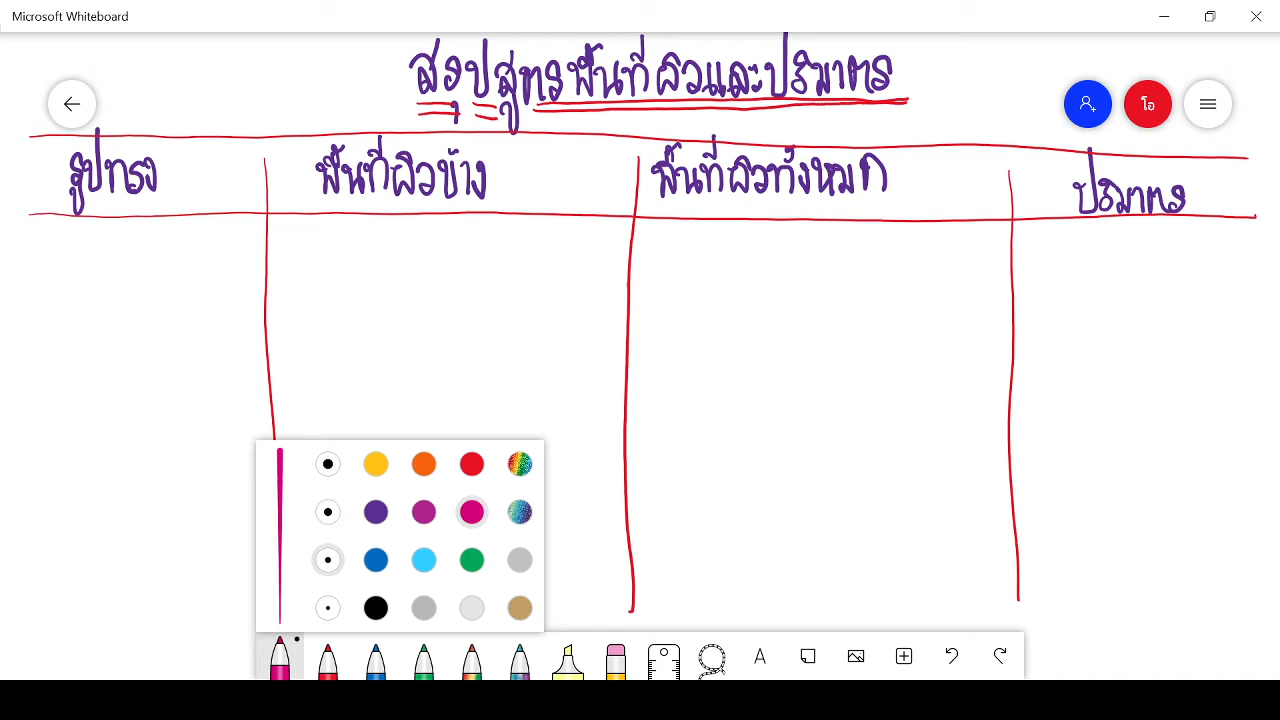 Microsoft Whiteboard
สรุปสูตรพื้นที่ผิวและปริมาตร
โอ
รูปทรง พื้นที่ผิวข้าง พื้นที่ผิวทั้งหมด ปริมาตร
A